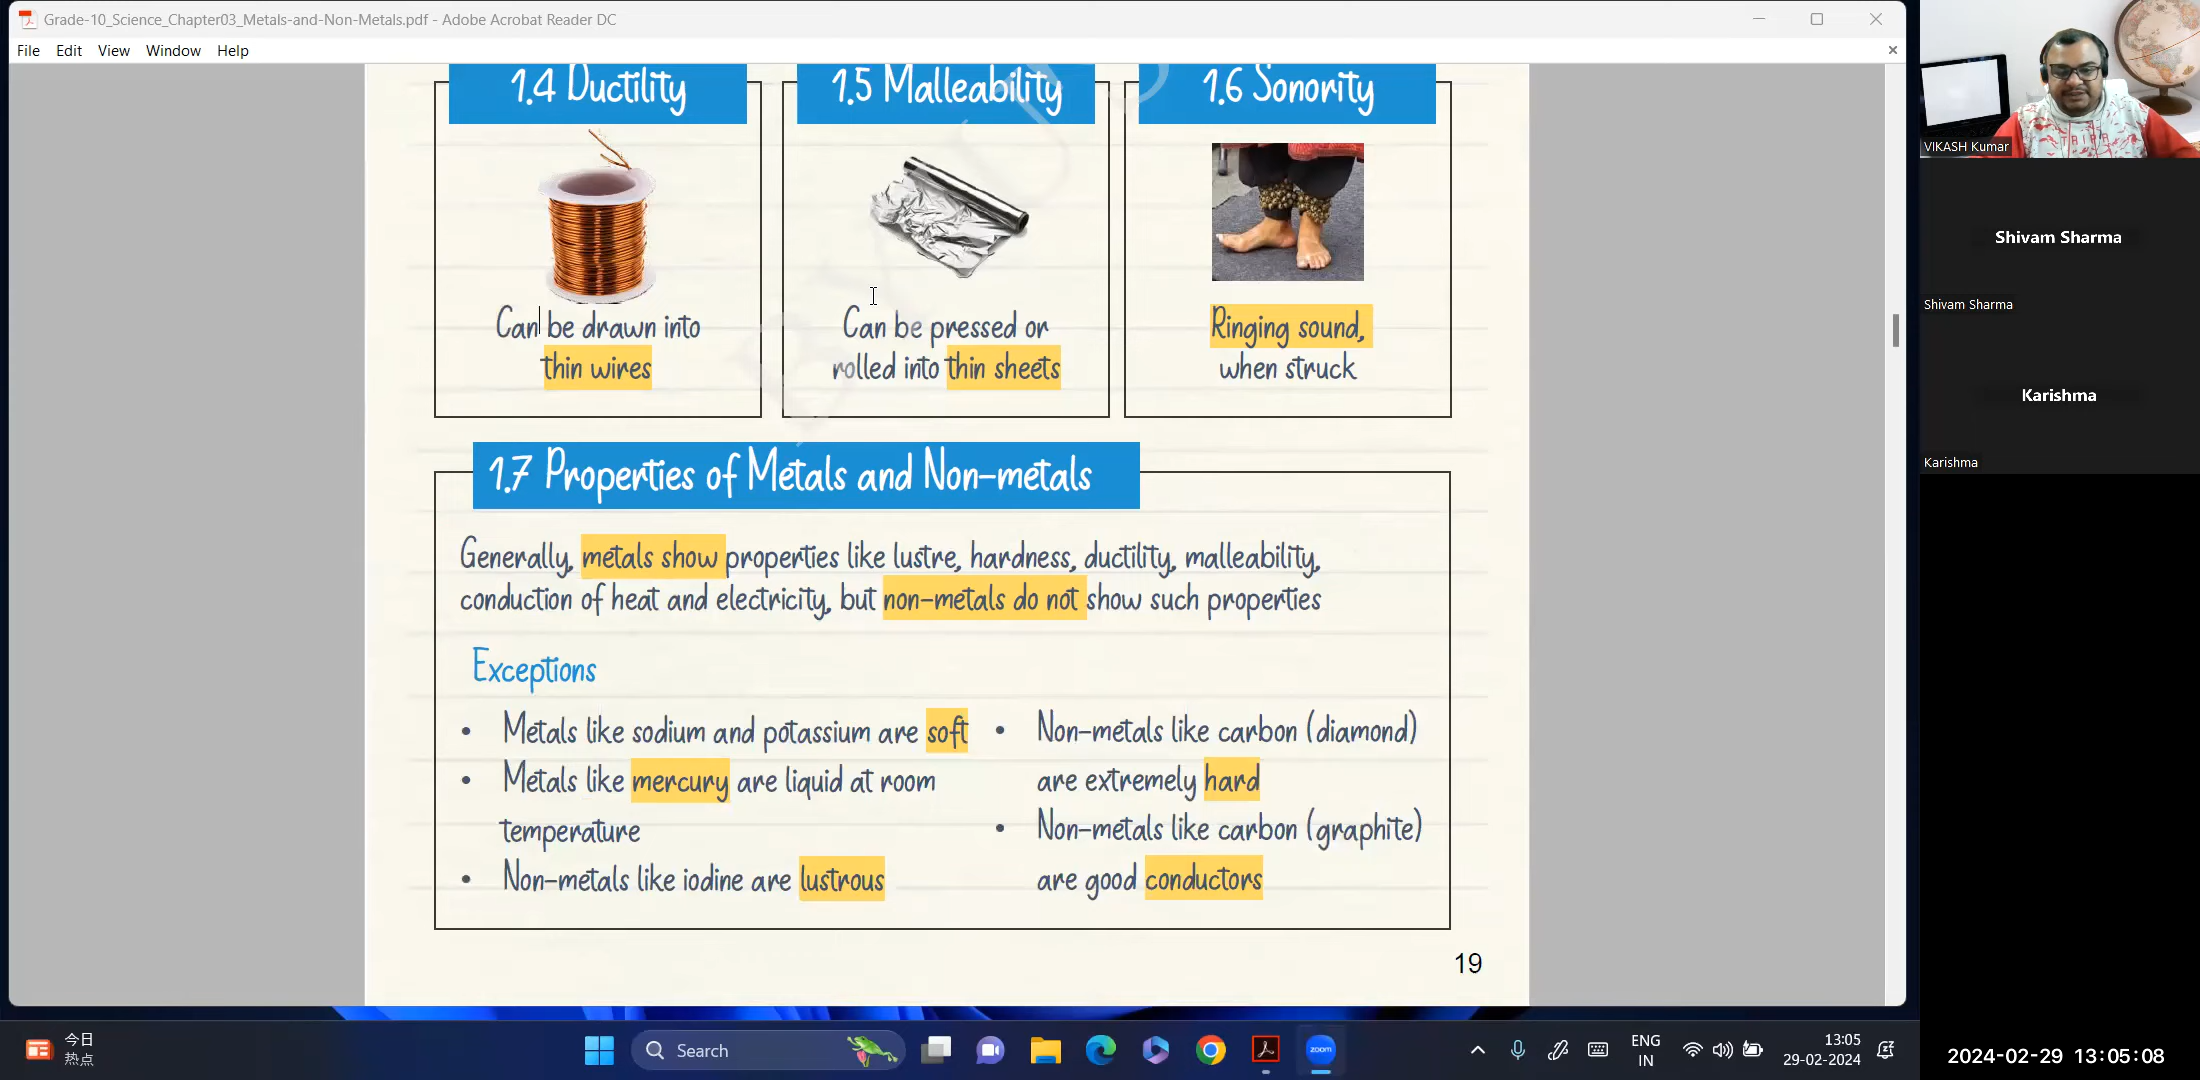 Grade-10_Science_Chapter03_Metals-and-Non-Metals.pdf - Adobe Acrobat Reader DC
File Edit View Window Help
1.4 Ductility
1.5 Malleability
1.6 Sonority
Can be drawn into
thin wires
Can be pressed or
rolled into thin sheets
Ringing sound,
when struck
1.7 Properties of Metals and Non-metals
Generally, metals show properties like lustre, hardness, ductility, malleability,
conduction of heat and electricity, but non-metals do not show such properties
Exceptions
• Metals like sodium and potassium are soft
• Metals like mercury are liquid at room
temperature
• Non-metals like iodine are lustrous
• Non-metals like carbon (diamond)
are extremely hard
• Non-metals like carbon (graphite)
are good conductors
19
VIKASH Kumar
Shivam Sharma
Shivam Sharma
Karishma
Karishma
今日
热点
Search
zoom
ENG
IN
13:05
29-02-2024
2024-02-29 13:05:08